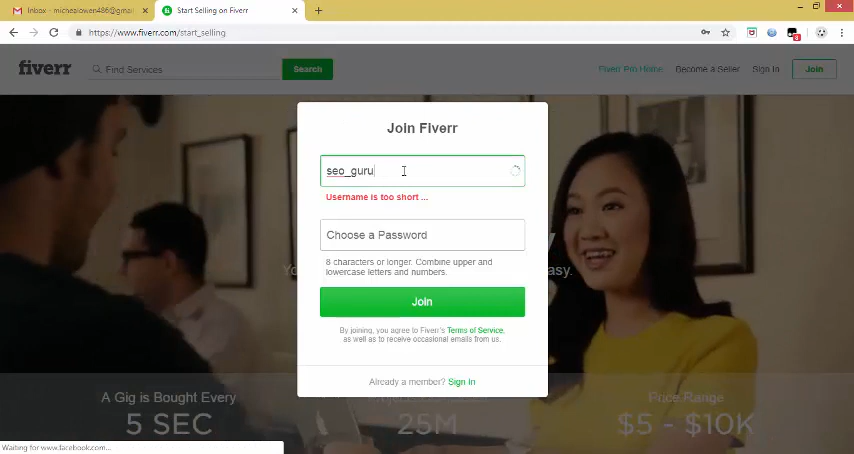 Inbox - michealowen486@gmail
Start Selling on Fiverr
https://www.fiverr.com/start_selling
fiverr
Find Services
Search
Fiverr Pro Home
Become a Seller
Sign In
Join
Join Fiverr
seo_guru
Username is too short ...
Choose a Password
8 characters or longer. Combine upper and
lowercase letters and numbers.
Join
By joining, you agree to Fiverr's Terms of Service,
as well as to receive occasional emails from us.
Already a member? Sign In
A Gig is Bought Every
Price Range
5 SEC
25M
$5 - $10K
Waiting for www.facebook.com...